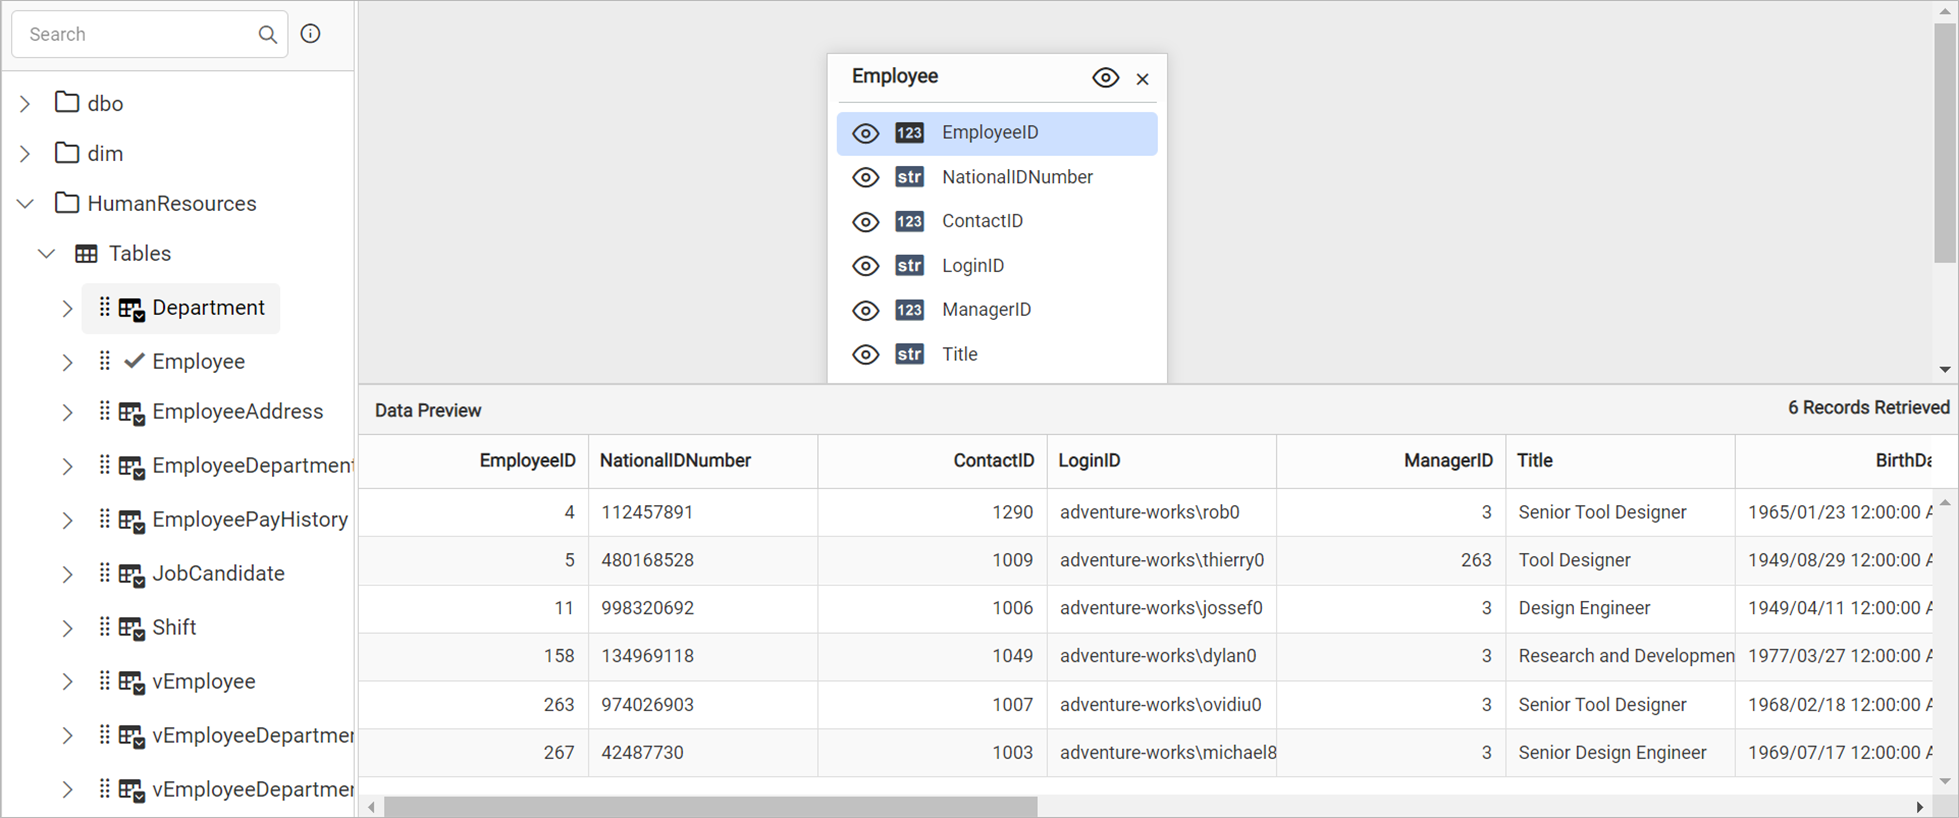 Search
dbo
dim
HumanResources
Tables
Department
Employee
EmployeeAddress
EmployeeDepartment
EmployeePayHistory
JobCandidate
Shift
vEmployee
vEmployeeDepartmen
vEmployeeDepartmen
Employee
123 EmployeeID
str NationalIDNumber
123 ContactID
str LoginID
123 ManagerID
str Title
Data Preview
6 Records Retrieved
EmployeeID NationalIDNumber ContactID LoginID ManagerID Title BirthDa
4 112457891 1290 adventure-works\rob0 3 Senior Tool Designer 1965/01/23 12:00:00 A
5 480168528 1009 adventure-works\thierry0 263 Tool Designer 1949/08/29 12:00:00 A
11 998320692 1006 adventure-works\jossef0 3 Design Engineer 1949/04/11 12:00:00 A
158 134969118 1049 adventure-works\dylan0 3 Research and Developmen 1977/03/27 12:00:00 A
263 974026903 1007 adventure-works\ovidiu0 3 Senior Tool Designer 1968/02/18 12:00:00 A
267 42487730 1003 adventure-works\michael8 3 Senior Design Engineer 1969/07/17 12:00:00 A